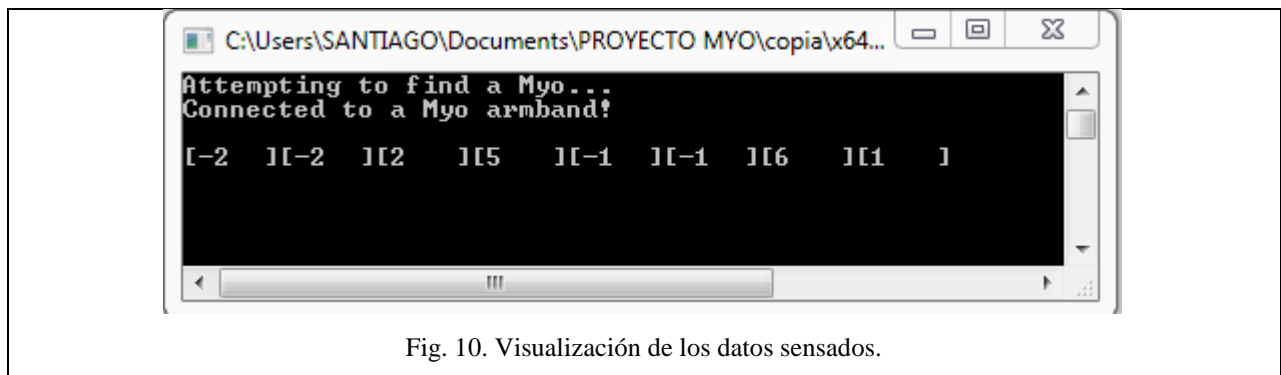 C:\Users\SANTIAGO\Documents\PROYECTO MYO\copia\x64...
Attempting to find a Myo...
Connected to a Myo armband!
[-2  ][-2  ][2   ][5   ][-1  ][-1  ][6   ][1   ]
Fig. 10. Visualización de los datos sensados.